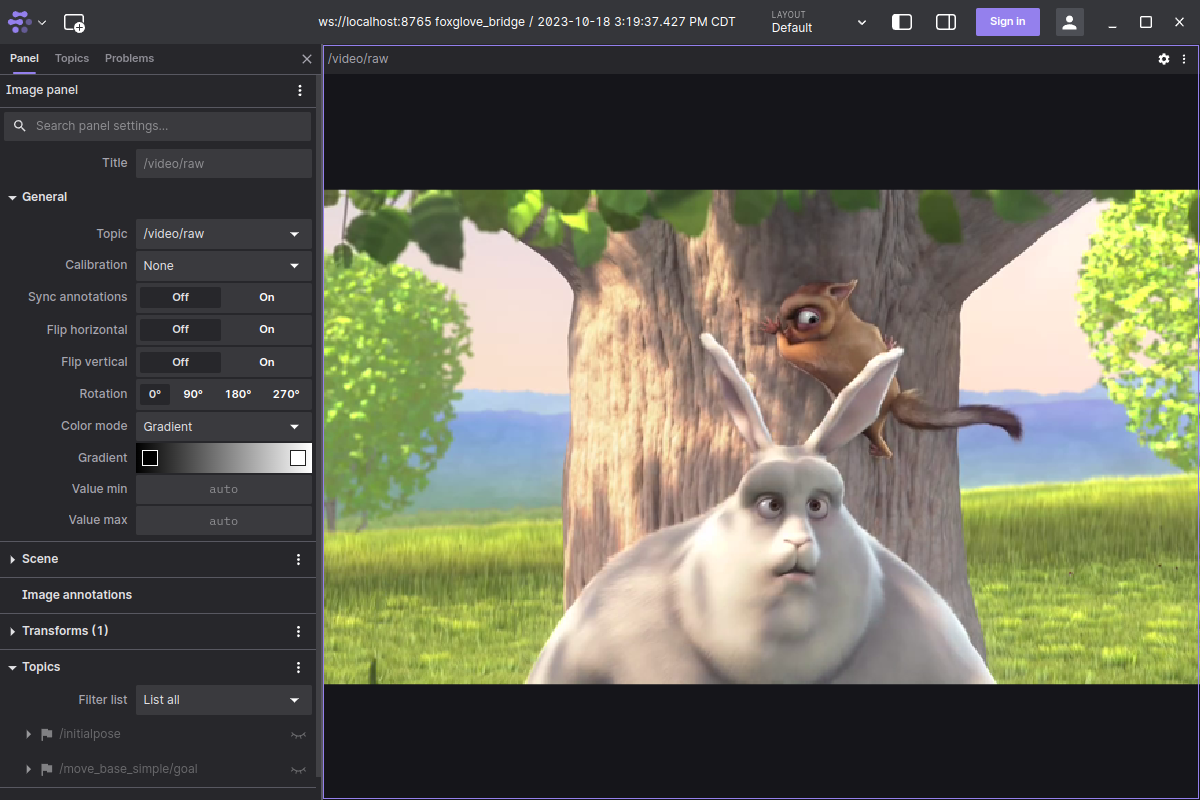 ws://localhost:8765 foxglove_bridge / 2023-10-18 3:19:37.427 PM CDT
LAYOUT
Default
Sign in
Panel Topics Problems
Image panel
Search panel settings...
Title /video/raw
General
Topic /video/raw
Calibration None
Sync annotations Off On
Flip horizontal Off On
Flip vertical Off On
Rotation 0° 90° 180° 270°
Color mode Gradient
Gradient
Value min auto
Value max auto
Scene
Image annotations
Transforms (1)
Topics
Filter list List all
/initialpose
/move_base_simple/goal
/video/raw